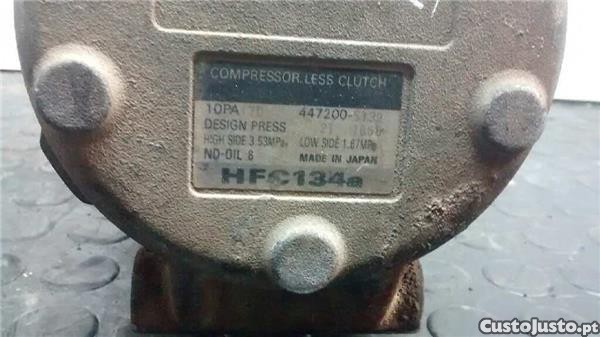 COMPRESSOR.LESS CLUTCH
10PA 447200-5139
DESIGN PRESS
HIGH SIDE 3.53MPa LOW SIDE 1.67MPa
ND-OIL 8 MADE IN JAPAN
HFC134a
CustoJusto.pt